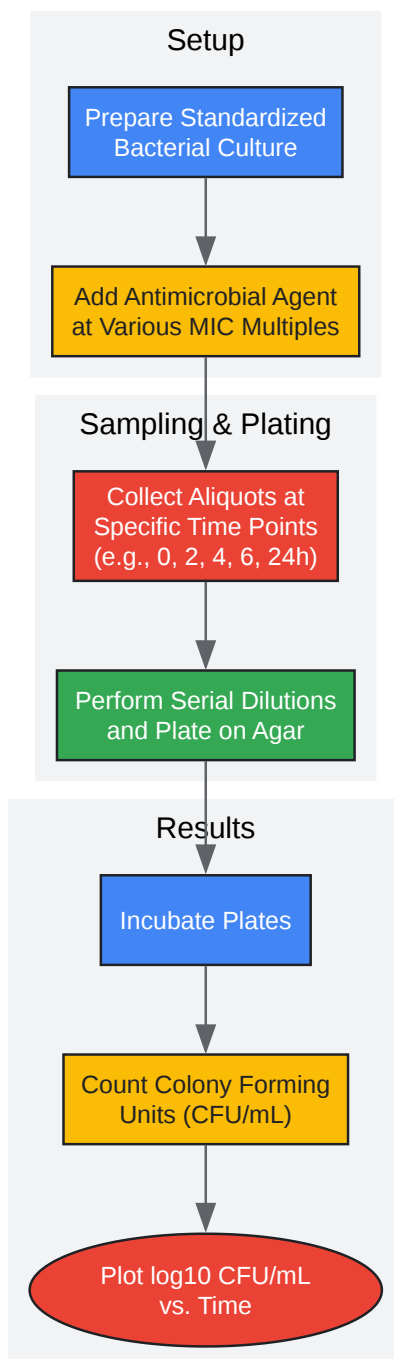 Setup
Prepare Standardized
Bacterial Culture
Add Antimicrobial Agent
at Various MIC Multiples
Sampling & Plating
Collect Aliquots at
Specific Time Points
(e.g., 0, 2, 4, 6, 24h)
Perform Serial Dilutions
and Plate on Agar
Results
Incubate Plates
Count Colony Forming
Units (CFU/mL)
Plot log10 CFU/mL
vs. Time